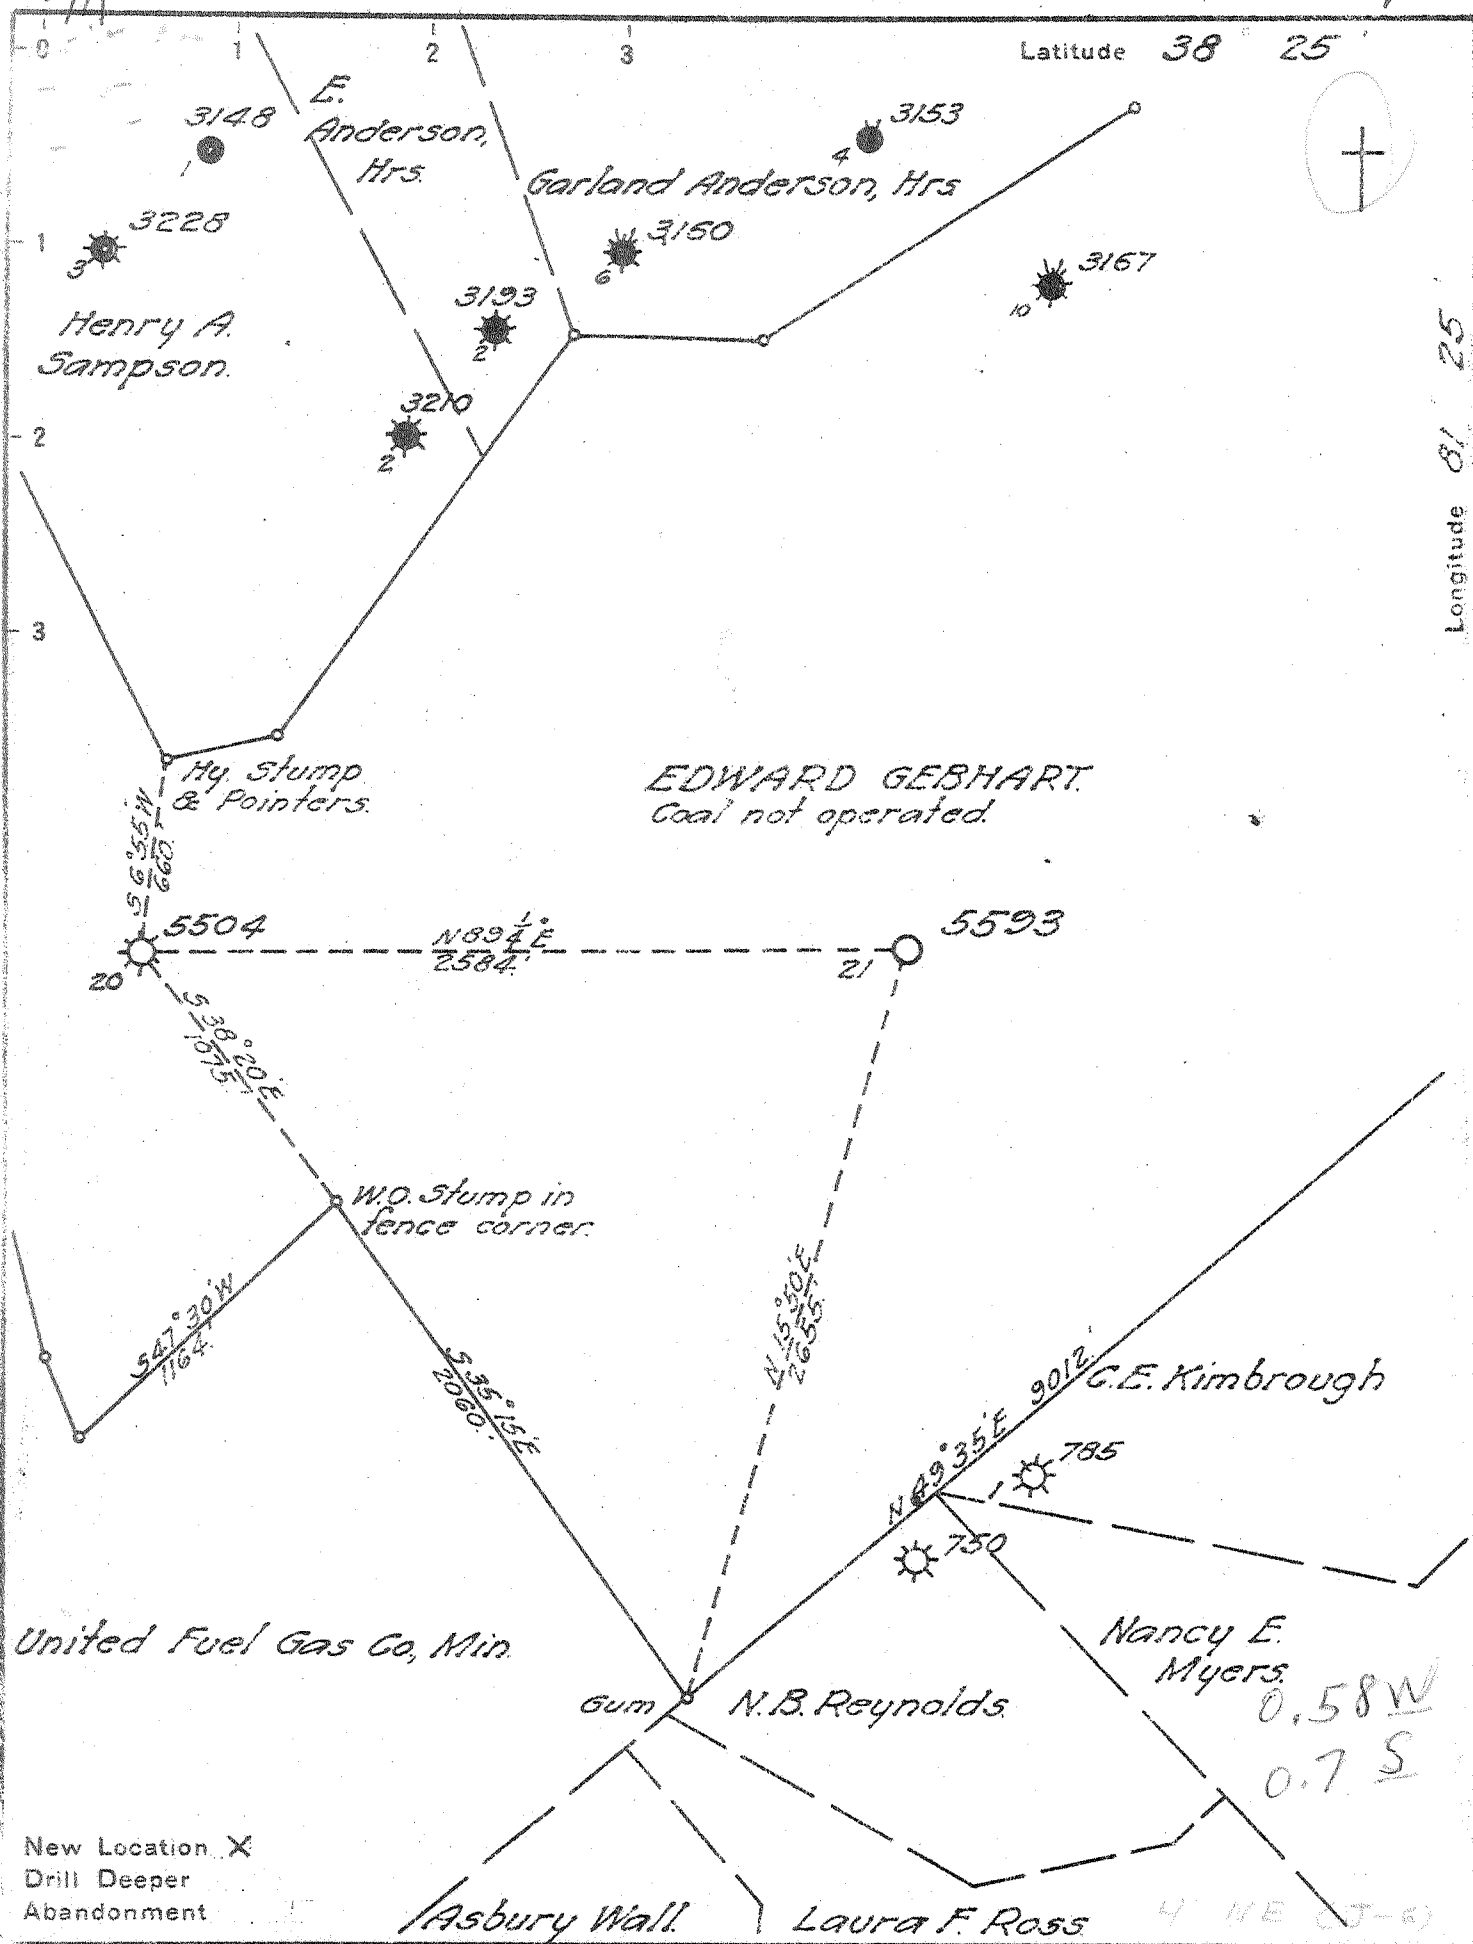 0
1
2
3
Latitude 38° 25'
E.
Anderson,
Hrs.
3148
1
3153
4
Garland Anderson, Hrs
3228
3
1
3160
6
3167
10
3193
2
Henry A.
Sampson.
3210
2
2
Longitude 81 25
3
Hy. Stump
& Pointers.
EDWARD GEBHART.
Coal not operated.
S 6° 55' W
660.
5504
20
N 89 1/4° E
2584.'
5593
21
S 38° 20' E
1075.'
W.O. Stump in
fence corner.
S 47° 30' W
1164.'
S 35° 15' E
2060.'
N 15° 50' E
2655.'
N 49° 35' E 9012.'
C.E. Kimbrough
785
750
United Fuel Gas Co, Min.
Nancy E.
Myers.
Gum
N.B. Reynolds.
0.58 W
0.7 S
New Location X
Drill Deeper
Abandonment
Asbury Wall.
Laura F. Ross.